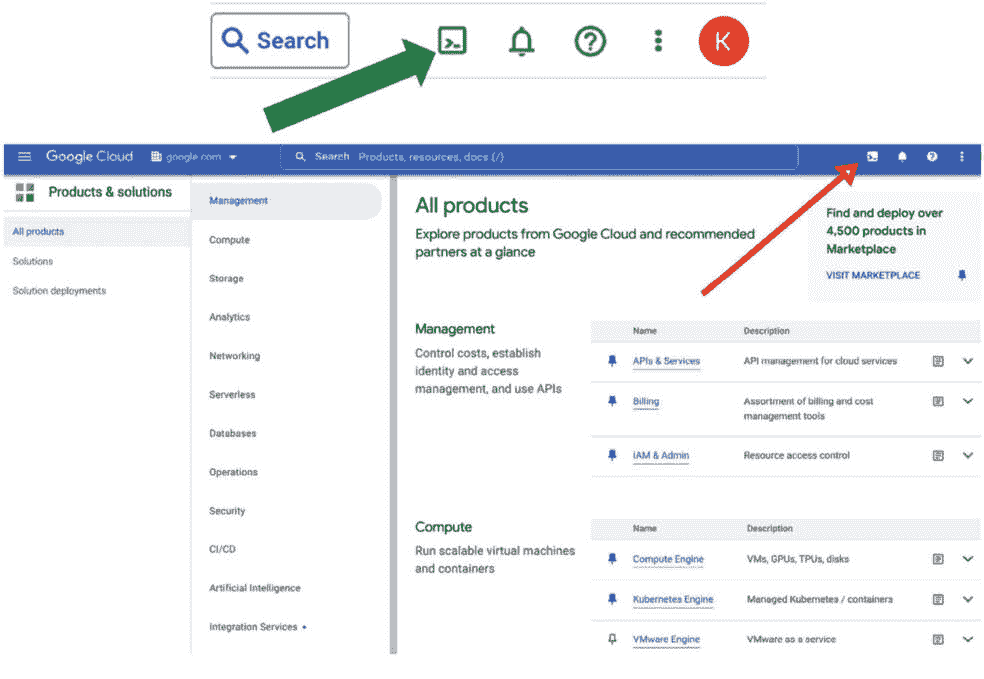 Search
K
Google Cloud
google.com
Search Products, resources, docs (/)
Products & solutions
All products
Solutions
Solution deployments
Management
Compute
Storage
Analytics
Networking
Serverless
Databases
Operations
Security
CI/CD
Artificial Intelligence
Integration Services
All products
Explore products from Google Cloud and recommended
partners at a glance
Find and deploy over
4,500 products in
Marketplace
VISIT MARKETPLACE
Management
Control costs, establish
identity and access
management, and use APIs
Name Description
APIs & Services API management for cloud services
Billing Assortment of billing and cost
management tools
IAM & Admin Resource access control
Compute
Run scalable virtual machines
and containers
Name Description
Compute Engine VMs, GPUs, TPUs, disks
Kubernetes Engine Managed Kubernetes / containers
VMware Engine VMware as a service